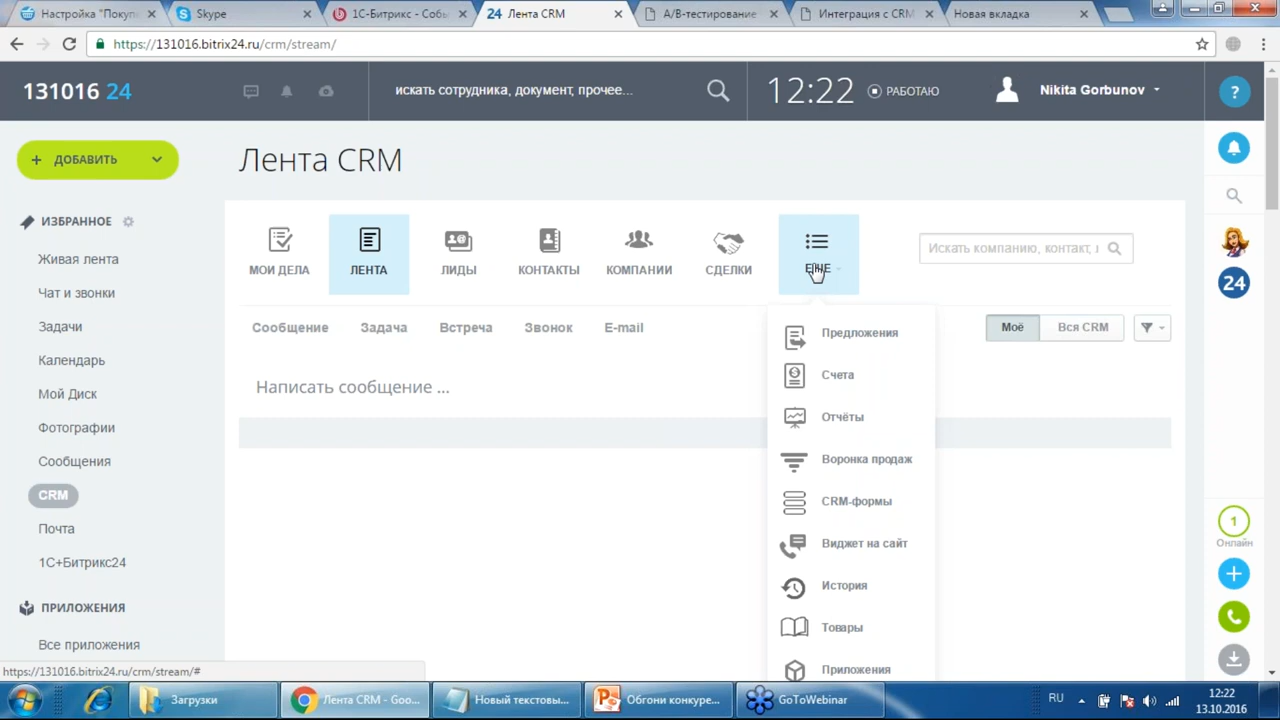 Настройка "Покуп
Skype
1С-Битрикс - Собы
24 Лента CRM
A/B-тестирование
Интеграция с CRM
Новая вкладка
https://131016.bitrix24.ru/crm/stream/
131016 24
искать сотрудника, документ, прочее...
12:22
РАБОТАЮ
Nikita Gorbunov
?
+ ДОБАВИТЬ
Лента CRM
ИЗБРАННОЕ
Живая лента
Чат и звонки
Задачи
Календарь
Мой Диск
Фотографии
Сообщения
CRM
Почта
1С+Битрикс24
ПРИЛОЖЕНИЯ
Все приложения
МОИ ДЕЛА
ЛЕНТА
ЛИДЫ
КОНТАКТЫ
КОМПАНИИ
СДЕЛКИ
ЕЩЕ
Искать компанию, контакт,
Сообщение
Задача
Встреча
Звонок
E-mail
Моё
Вся CRM
Написать сообщение ...
Предложения
Счета
Отчёты
Воронка продаж
CRM-формы
Виджет на сайт
История
Товары
Приложения
24
1
Онлайн
https://131016.bitrix24.ru/crm/stream/#
Загрузки
Лента CRM - Goo...
Новый текстовы...
Обгони конкуре...
GoToWebinar
RU
12:22
13.10.2016